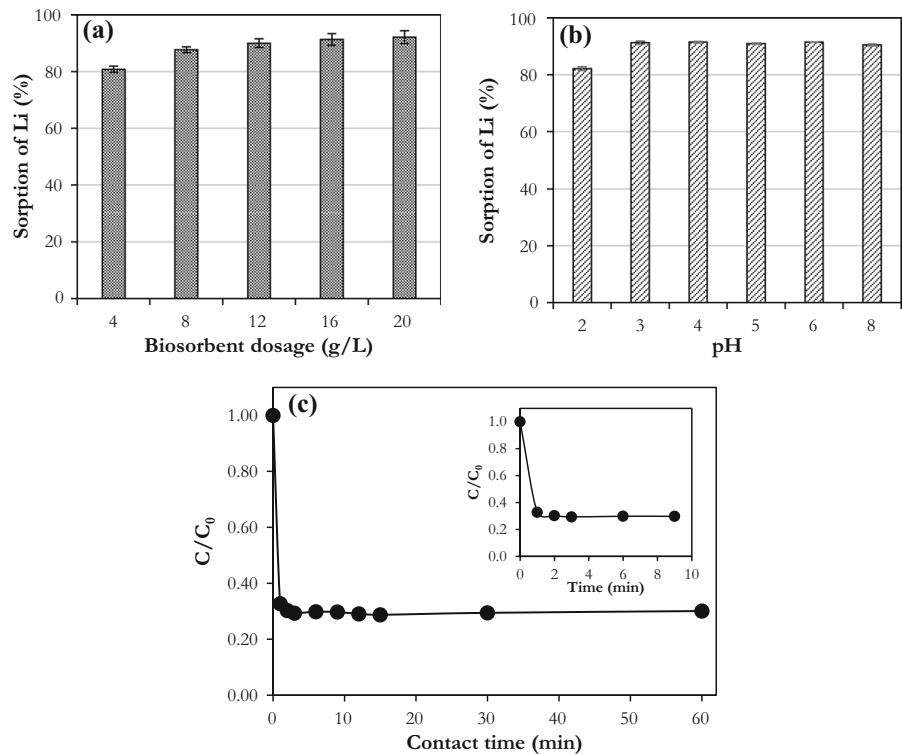 (a)
Sorption of Li (%)
100
80
60
40
20
0
4 8 12 16 20
Biosorbent dosage (g/L)
(b)
Sorption of Li (%)
100
80
60
40
20
0
2 3 4 5 6 8
pH
(c)
C/C₀
1.00
0.80
0.60
0.40
0.20
0.00
0 10 20 30 40 50 60
Contact time (min)
C/C₀
1.0
0.8
0.6
0.4
0.2
0.0
0 2 4 6 8 10
Time (min)